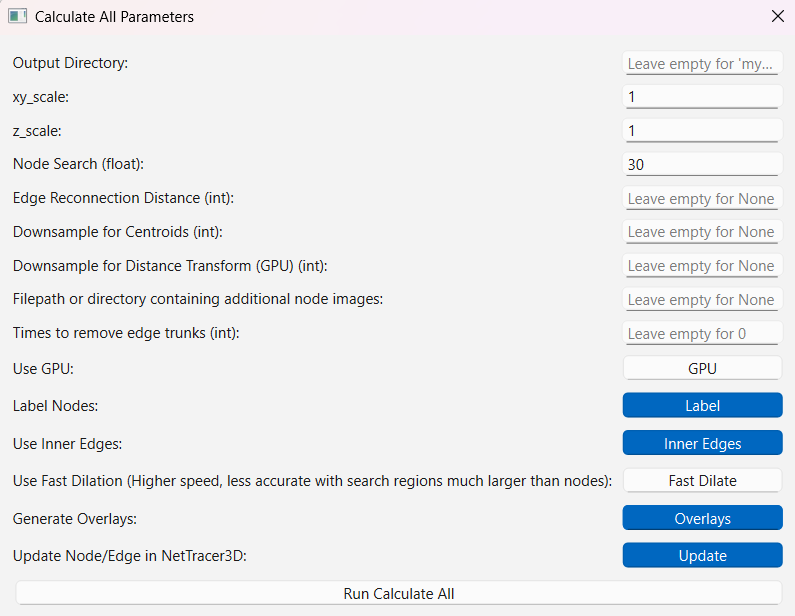 Calculate All Parameters
Output Directory: Leave empty for 'my...
xy_scale: 1
z_scale: 1
Node Search (float): 30
Edge Reconnection Distance (int): Leave empty for None
Downsample for Centroids (int): Leave empty for None
Downsample for Distance Transform (GPU) (int): Leave empty for None
Filepath or directory containing additional node images: Leave empty for None
Times to remove edge trunks (int): Leave empty for 0
Use GPU: GPU
Label Nodes: Label
Use Inner Edges: Inner Edges
Use Fast Dilation (Higher speed, less accurate with search regions much larger than nodes): Fast Dilate
Generate Overlays: Overlays
Update Node/Edge in NetTracer3D: Update
Run Calculate All